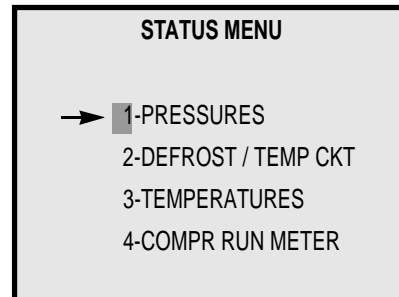 STATUS MENU
1-PRESSURES
2-DEFROST / TEMP CKT
3-TEMPERATURES
4-COMPR RUN METER